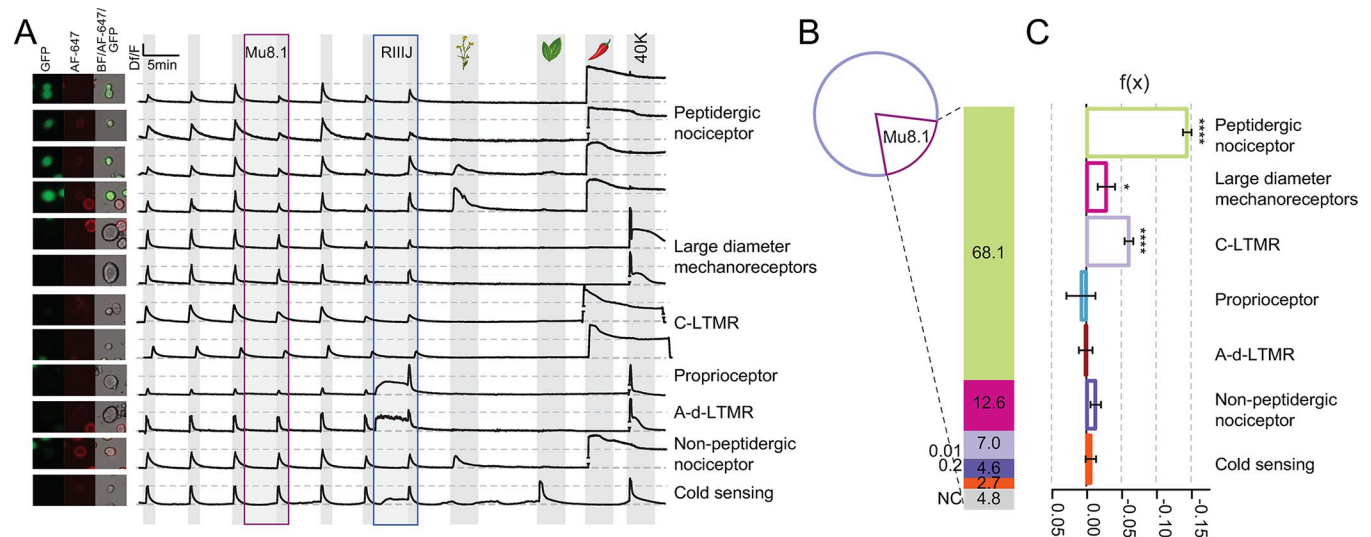 A
B
C
GFP
AF-647
BF/AF-647/
GFP
Df/F
5min
Mu8.1
RIIIJ
40K
Peptidergic
nociceptor
Large diameter
mechanoreceptors
C-LTMR
Proprioceptor
A-d-LTMR
Non-peptidergic
nociceptor
Cold sensing
Mu8.1
68.1
12.6
7.0
0.01
0.2
4.6
2.7
NC
4.8
f(x)
****
Peptidergic
nociceptor
*
Large diameter
mechanoreceptors
****
C-LTMR
Proprioceptor
A-d-LTMR
Non-peptidergic
nociceptor
Cold sensing
0.05
0.00
-0.05
-0.10
-0.15